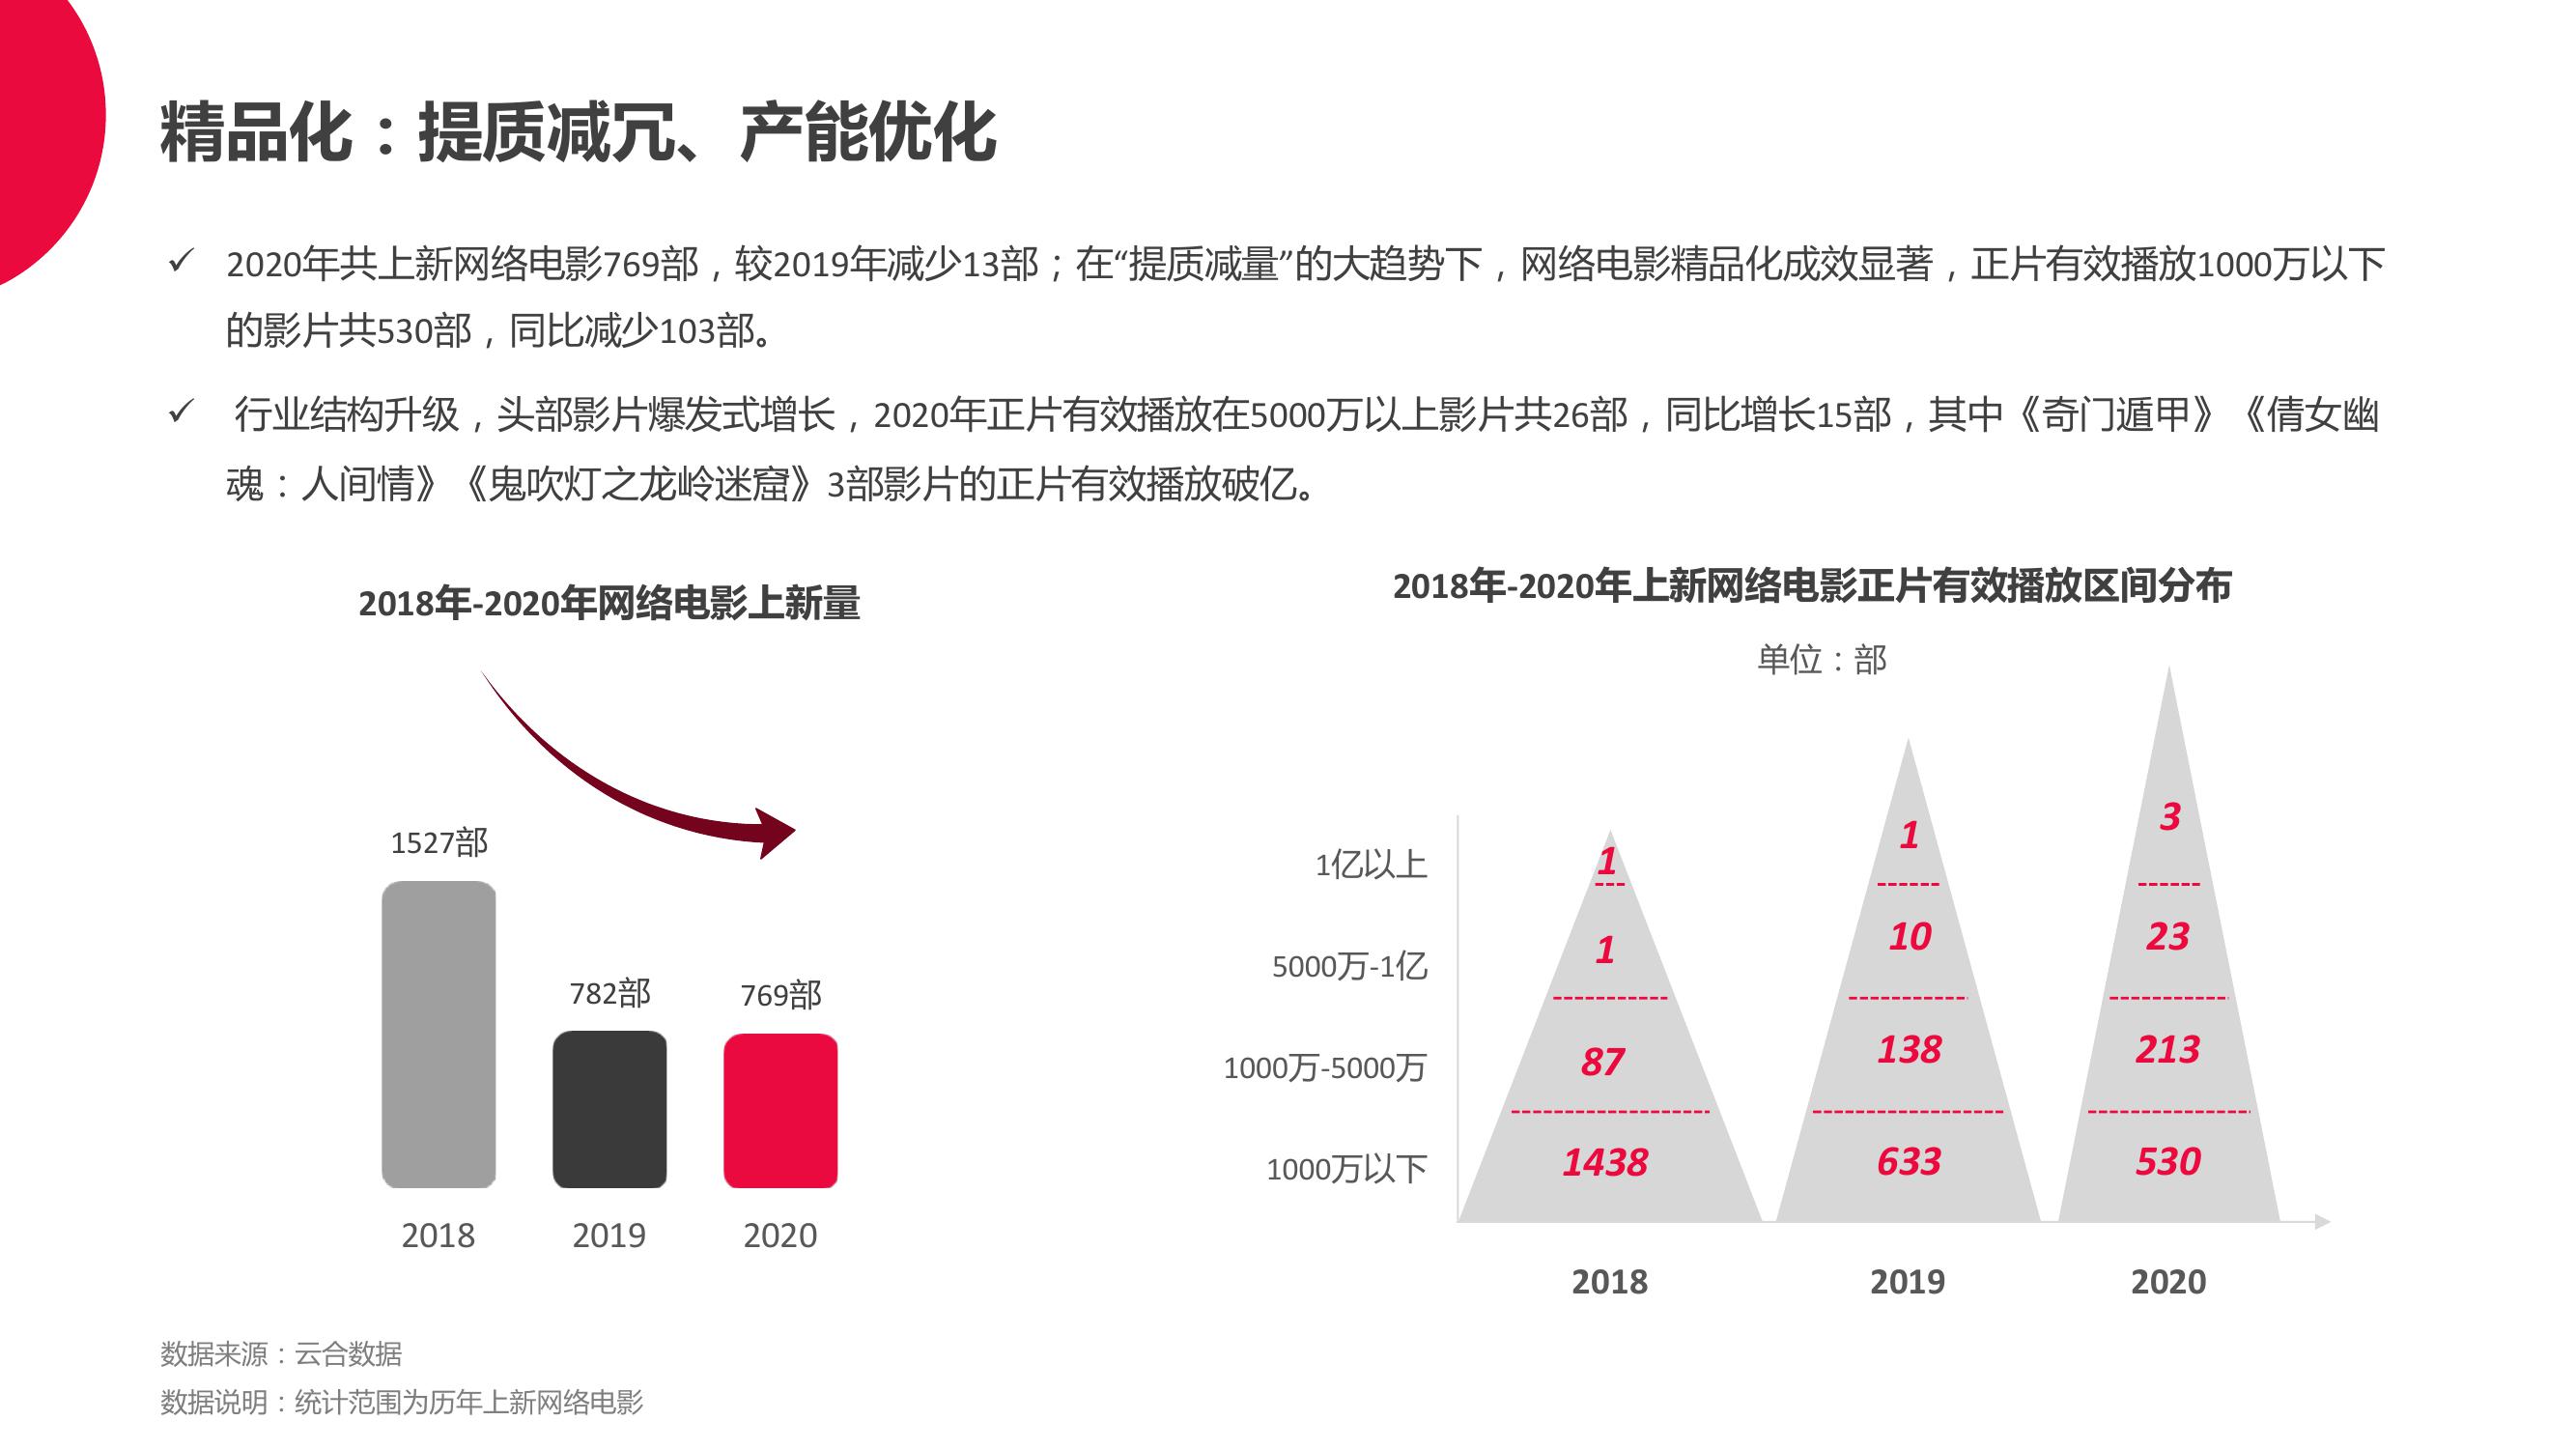 精品化：提质减冗、产能优化
✓ 2020年共上新网络电影769部，较2019年减少13部；在“提质减量”的大趋势下，网络电影精品化成效显著，正片有效播放1000万以下
的影片共530部，同比减少103部。
✓ 行业结构升级，头部影片爆发式增长，2020年正片有效播放在5000万以上影片共26部，同比增长15部，其中《奇门遁甲》《倩女幽
魂：人间情》《鬼吹灯之龙岭迷窟》3部影片的正片有效播放破亿。
2018年-2020年网络电影上新量
1527部
782部
769部
2018 2019 2020
2018年-2020年上新网络电影正片有效播放区间分布
单位：部
1亿以上 1 1 3
5000万-1亿 1 10 23
1000万-5000万 87 138 213
1000万以下 1438 633 530
2018 2019 2020
数据来源：云合数据
数据说明：统计范围为历年上新网络电影